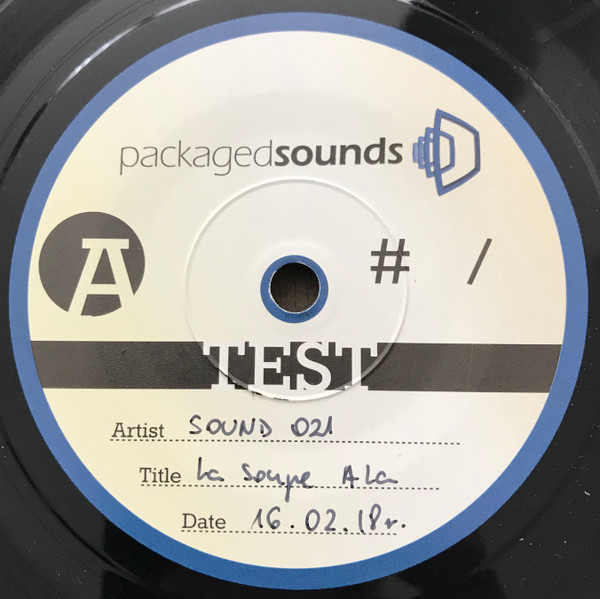 packagedsounds
A # /
TEST
Artist SOUND 021
Title La Soupe A La
Date 16.02.18r.